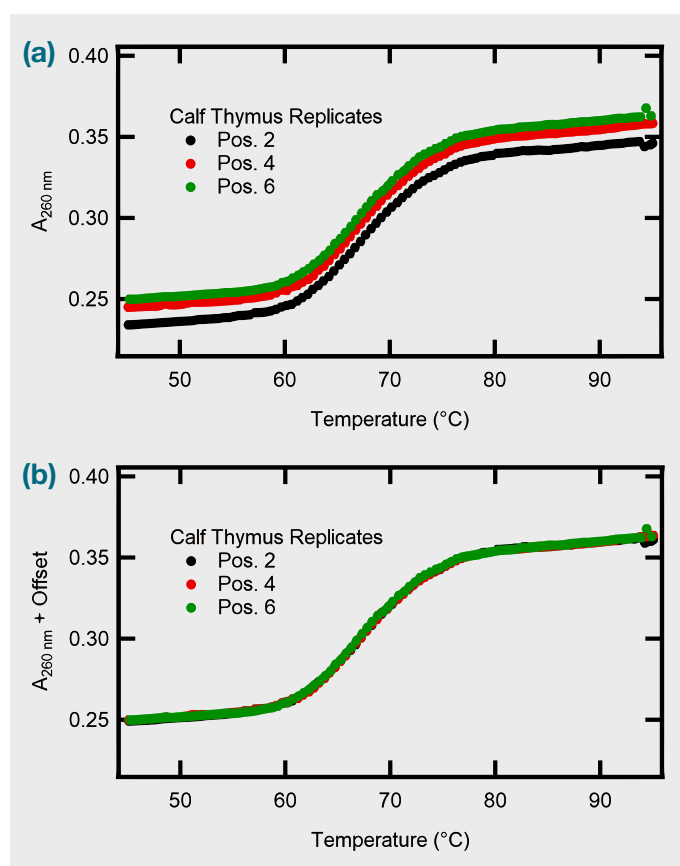 (a)
0.40
0.35
0.30
0.25
A260 nm
Calf Thymus Replicates
Pos. 2
Pos. 4
Pos. 6
50 60 70 80 90
Temperature (°C)
(b)
0.40
0.35
0.30
0.25
A260 nm + Offset
Calf Thymus Replicates
Pos. 2
Pos. 4
Pos. 6
50 60 70 80 90
Temperature (°C)